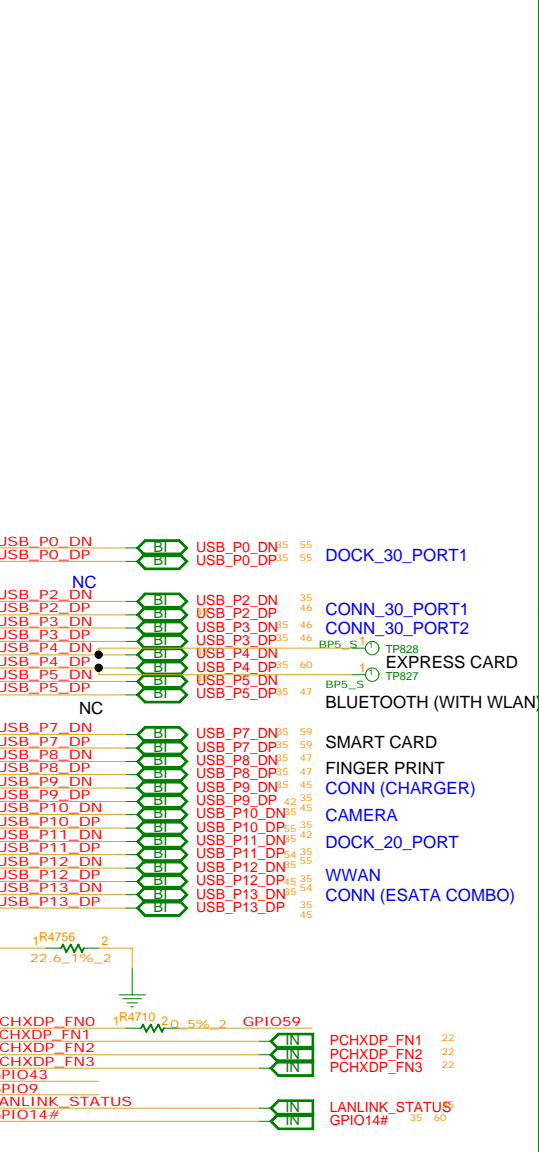 USB_P0_DN BI USB_P0_DN 35 55
USB_P0_DP BI USB_P0_DP 35 55 DOCK_30_PORT1
NC
USB_P2_DN BI USB_P2_DN 35
USB_P2_DP BI USB_P2_DP 46 CONN_30_PORT1
USB_P3_DN BI USB_P3_DN 35 46 CONN_30_PORT2
USB_P3_DP BI USB_P3_DP 35 46
USB_P4_DN BI USB_P4_DN BP5_S 1 TP828
USB_P4_DP BI USB_P4_DP 35 60 EXPRESS CARD
USB_P5_DN BI USB_P5_DN BP5_S 1 TP827
USB_P5_DP BI USB_P5_DP 35 47
NC BLUETOOTH (WITH WLAN)
USB_P7_DN BI USB_P7_DN 35 59
USB_P7_DP BI USB_P7_DP 35 59 SMART CARD
USB_P8_DN BI USB_P8_DN 35 47
USB_P8_DP BI USB_P8_DP 35 47 FINGER PRINT
USB_P9_DN BI USB_P9_DN 35 45 CONN (CHARGER)
USB_P9_DP BI USB_P9_DP 42 35
USB_P10_DN BI USB_P10_DN 35 45 CAMERA
USB_P10_DP BI USB_P10_DP 55 35
USB_P11_DN BI USB_P11_DN 35 42 DOCK_20_PORT
USB_P11_DP BI USB_P11_DP 54 35
USB_P12_DN BI USB_P12_DN 35 55
USB_P12_DP BI USB_P12_DP 45 35 WWAN
USB_P13_DN BI USB_P13_DN 35 54 CONN (ESATA COMBO)
USB_P13_DP BI USB_P13_DP 35
45
1 R4756 2
22.6_1%_2
CHXDP_FN0 1 R4710 2 0_5%_2 GPIO59
CHXDP_FN1 IN PCHXDP_FN1 22
CHXDP_FN2 IN PCHXDP_FN2 22
CHXDP_FN3 IN PCHXDP_FN3 22
GPIO43
GPIO9
LANLINK_STATUS IN LANLINK_STATUS
GPIO14# IN GPIO14# 35 60